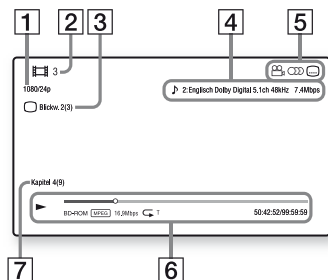 1 2 3 4 5
3
1080/24p
Blickw. 2(3)
2:Englisch Dolby Digital 5.1ch 48kHz 7.4Mbps
Kapitel 4(9)
BD-ROM MPEG 16,9Mbps T 50:42:52/99:59:59
7 6